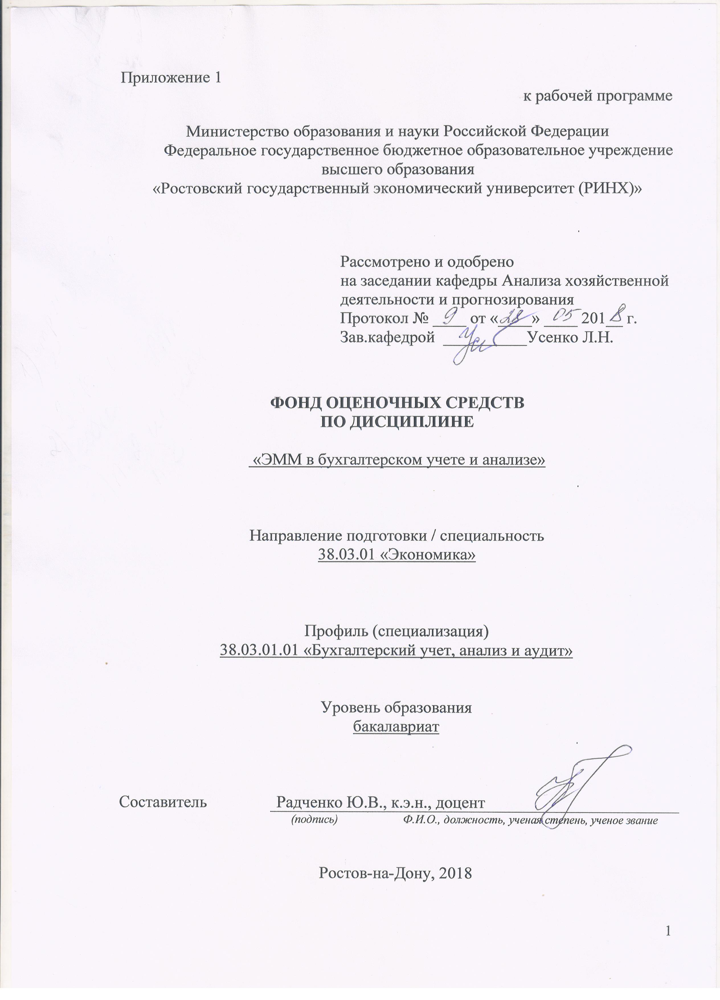 Приложение 1
к рабочей программе
Министерство образования и науки Российской Федерации
Федеральное государственное бюджетное образовательное учреждение
высшего образования
«Ростовский государственный экономический университет (РИНХ)»
Рассмотрено и одобрено
на заседании кафедры Анализа хозяйственной
деятельности и прогнозирования
Протокол № 9 от «28» 05 2018 г.
Зав.кафедрой Усенко Л.Н.
ФОНД ОЦЕНОЧНЫХ СРЕДСТВ
ПО ДИСЦИПЛИНЕ
«ЭММ в бухгалтерском учете и анализе»
Направление подготовки / специальность
38.03.01 «Экономика»
Профиль (специализация)
38.03.01.01 «Бухгалтерский учет, анализ и аудит»
Уровень образования
бакалавриат
Составитель Радченко Ю.В., к.э.н., доцент
(подпись) Ф.И.О., должность, ученая степень, ученое звание
Ростов-на-Дону, 2018
1